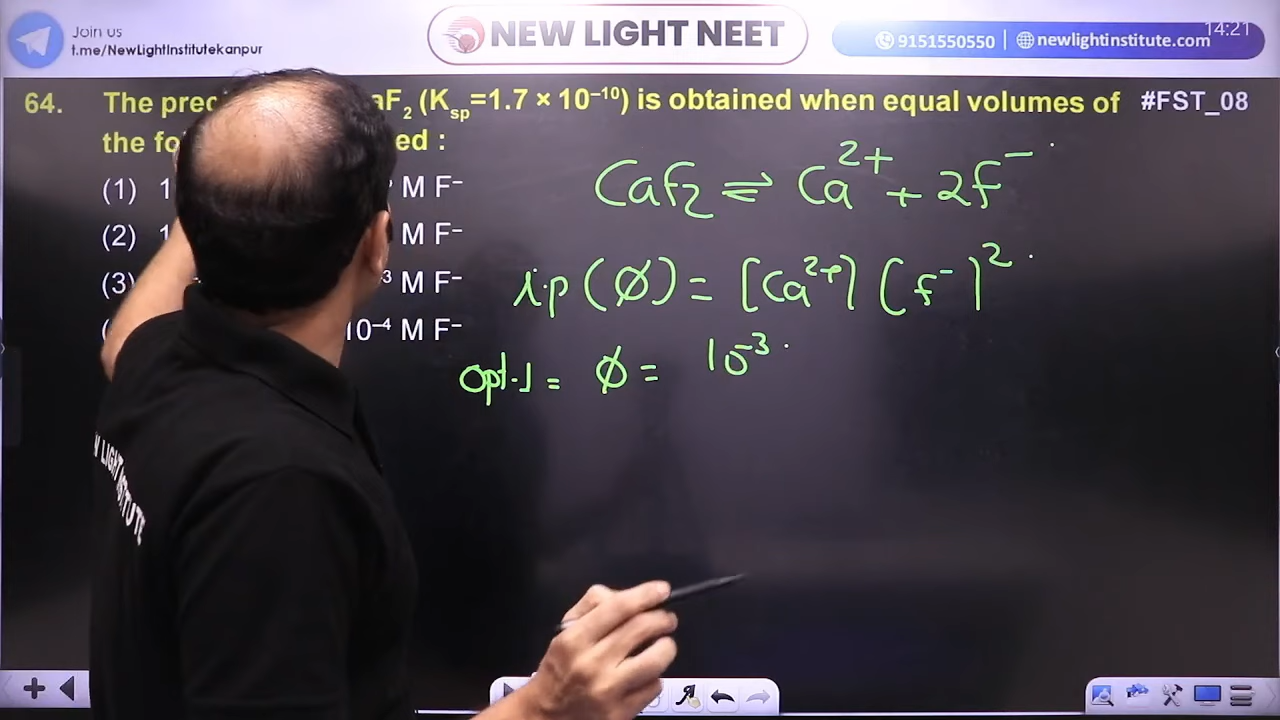 Join us
t.me/NewLightInstitutekanpur
NEW LIGHT NEET
9151550550 | newlightinstitute.com
14:21
64. The prec aF₂ (Ksp=1.7 × 10⁻¹⁰) is obtained when equal volumes of #FST_08
the fo ed :
(1) 1 M F⁻
(2) 1 M F⁻
(3) ³ M F⁻
10⁻⁴ M F⁻
Caf₂ ⇌ Ca²⁺ + 2f⁻
i.p (ϕ) = [Ca²⁺] (f⁻)²
Opt.1 = ϕ = 10⁻³
LIGHT INSTITUTE